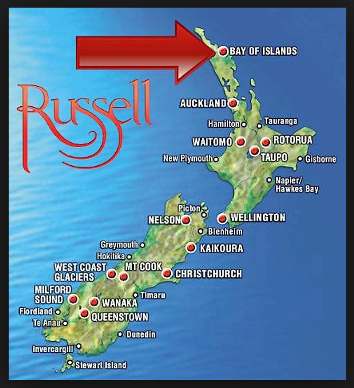 BAY OF ISLANDS
Russell
AUCKLAND
Hamilton
Tauranga
WAITOMO
ROTORUA
New Plymouth
TAUPO
Gisborne
Napier/
Hawkes Bay
Picton
NELSON
WELLINGTON
Blenheim
Greymouth
KAIKOURA
Hokitika
WEST COAST
GLACIERS
MT COOK
CHRISTCHURCH
MILFORD
SOUND
WANAKA
Timaru
Fiordland
QUEENSTOWN
Te Anau
Dunedin
Invercargill
Stewart Island